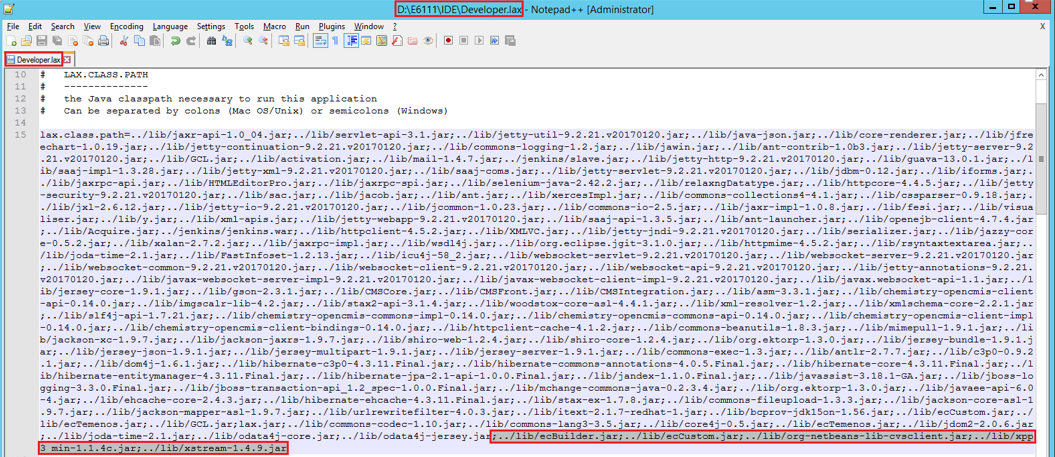 D:\E6111\IDE\Developer.lax - Notepad++ [Administrator]
File Edit Search View Encoding Language Settings Tools Macro Run Plugins Window ?
X
Developer.lax
10 # LAX.CLASS.PATH
11 # --------------
12 # the Java classpath necessary to run this application
13 # Can be separated by colons (Mac OS/Unix) or semicolons (Windows)
14
15 lax.class.path=../lib/jaxr-api-1.0_04.jar;../lib/servlet-api-3.1.jar;../lib/jetty-util-9.2.21.v20170120.jar;../lib/java-json.jar;../lib/core-renderer.jar;../lib/jfre
echart-1.0.19.jar;../lib/jetty-continuation-9.2.21.v20170120.jar;../lib/commons-logging-1.2.jar;../lib/jawin.jar;../lib/ant-contrib-1.0b3.jar;../lib/jetty-server-9.2
.21.v20170120.jar;../lib/GCL.jar;../lib/activation.jar;../lib/mail-1.4.7.jar;../jenkins/slave.jar;../lib/jetty-http-9.2.21.v20170120.jar;../lib/guava-13.0.1.jar;../l
ib/saaj-impl-1.3.28.jar;../lib/jetty-xml-9.2.21.v20170120.jar;../lib/saaj-coms.jar;../lib/jetty-servlet-9.2.21.v20170120.jar;../lib/jdbm-0.12.jar;../lib/iforms.jar;.
./lib/jaxrpc-api.jar;../lib/HTMLEditorPro.jar;../lib/jaxrpc-spi.jar;../lib/selenium-java-2.42.2.jar;../lib/relaxngDatatype.jar;../lib/httpcore-4.4.5.jar;../lib/jetty
-security-9.2.21.v20170120.jar;../lib/sac.jar;../lib/jacob.jar;../lib/ant.jar;../lib/xercesImpl.jar;../lib/commons-collections4-4.1.jar;../lib/cssparser-0.9.18.jar;.
./lib/jxl-2.6.12.jar;../lib/jetty-io-9.2.21.v20170120.jar;../lib/jcommon-1.0.23.jar;../lib/commons-io-2.5.jar;../lib/jaxr-impl-1.0.8.jar;../lib/fesi.jar;../lib/visua
liser.jar;../lib/y.jar;../lib/xml-apis.jar;../lib/jetty-webapp-9.2.21.v20170120.jar;../lib/saaj-api-1.3.5.jar;../lib/ant-launcher.jar;../lib/openejb-client-4.7.4.jar
;../lib/Acquire.jar;../jenkins/jenkins.war;../lib/httpclient-4.5.2.jar;../lib/XMLVC.jar;../lib/jetty-jndi-9.2.21.v20170120.jar;../lib/serializer.jar;../lib/jazzy-cor
e-0.5.2.jar;../lib/xalan-2.7.2.jar;../lib/jaxrpc-impl.jar;../lib/wsdl4j.jar;../lib/org.eclipse.jgit-3.1.0.jar;../lib/httpmime-4.5.2.jar;../lib/rsyntaxtextarea.jar;..
/lib/joda-time-2.1.jar;../lib/FastInfoset-1.2.13.jar;../lib/icu4j-58_2.jar;../lib/websocket-servlet-9.2.21.v20170120.jar;../lib/websocket-server-9.2.21.v20170120.jar
;../lib/websocket-common-9.2.21.v20170120.jar;../lib/websocket-client-9.2.21.v20170120.jar;../lib/websocket-api-9.2.21.v20170120.jar;../lib/jetty-annotations-9.2.21.
v20170120.jar;../lib/javax-websocket-server-impl-9.2.21.v20170120.jar;../lib/javax-websocket-client-impl-9.2.21.v20170120.jar;../lib/javax.websocket-api-1.1.jar;../l
ib/jersey-core-1.9.1.jar;../lib/gson-2.3.1.jar;../lib/CMSCore.jar;../lib/CMSFront.jar;../lib/CMSIntegration.jar;../lib/asm-3.3.1.jar;../lib/chemistry-opencmis-client
-api-0.14.0.jar;../lib/imgscalr-lib-4.2.jar;../lib/stax2-api-3.1.4.jar;../lib/woodstox-core-asl-4.4.1.jar;../lib/xml-resolver-1.2.jar;../lib/xmlschema-core-2.2.1.jar
;../lib/slf4j-api-1.7.21.jar;../lib/chemistry-opencmis-commons-impl-0.14.0.jar;../lib/chemistry-opencmis-commons-api-0.14.0.jar;../lib/chemistry-opencmis-client-impl
-0.14.0.jar;../lib/chemistry-opencmis-client-bindings-0.14.0.jar;../lib/httpclient-cache-4.1.2.jar;../lib/commons-beanutils-1.8.3.jar;../lib/mimepull-1.9.1.jar;../li
b/jackson-xc-1.9.7.jar;../lib/jackson-jaxrs-1.9.7.jar;../lib/shiro-web-1.2.4.jar;../lib/shiro-core-1.2.4.jar;../lib/org.ektorp-1.3.0.jar;../lib/jersey-bundle-1.9.1.j
ar;../lib/jersey-json-1.9.1.jar;../lib/jersey-multipart-1.9.1.jar;../lib/jersey-server-1.9.1.jar;../lib/commons-exec-1.3.jar;../lib/antlr-2.7.7.jar;../lib/c3p0-0.9.2
.1.jar;../lib/dom4j-1.6.1.jar;../lib/hibernate-c3p0-4.3.11.Final.jar;../lib/hibernate-commons-annotations-4.0.5.Final.jar;../lib/hibernate-core-4.3.11.Final.jar;../l
ib/hibernate-entitymanager-4.3.11.Final.jar;../lib/hibernate-jpa-2.1-api-1.0.0.Final.jar;../lib/jandex-1.1.0.Final.jar;../lib/javassist-3.18.1-GA.jar;../lib/jboss-lo
gging-3.3.0.Final.jar;../lib/jboss-transaction-api_1.2_spec-1.0.0.Final.jar;../lib/mchange-commons-java-0.2.3.4.jar;../lib/org.ektorp-1.3.0.jar;../lib/javaee-api-6.0
-4.jar;../lib/ehcache-core-2.4.3.jar;../lib/hibernate-ehcache-4.3.11.Final.jar;../lib/stax-ex-1.7.8.jar;../lib/commons-fileupload-1.3.3.jar;../lib/jackson-core-asl-1
.9.7.jar;../lib/jackson-mapper-asl-1.9.7.jar;../lib/urlrewritefilter-4.0.3.jar;../lib/itext-2.1.7-redhat-1.jar;../lib/bcprov-jdk15on-1.56.jar;../lib/ecCustom.jar;../
lib/ecTemenos.jar;../lib/GCL.jar;lax.jar;../lib/commons-codec-1.10.jar;../lib/commons-lang3-3.5.jar;../lib/core4j-0.5.jar;../lib/ecTemenos.jar;../lib/jdom2-2.0.6.jar
;../lib/joda-time-2.1.jar;../lib/odata4j-core.jar;../lib/odata4j-jersey.jar;../lib/ecBuilder.jar;../lib/ecCustom.jar;../lib/org-netbeans-lib-cvsclient.jar;../lib/xpp
3_min-1.1.4c.jar;../lib/xstream-1.4.9.jar